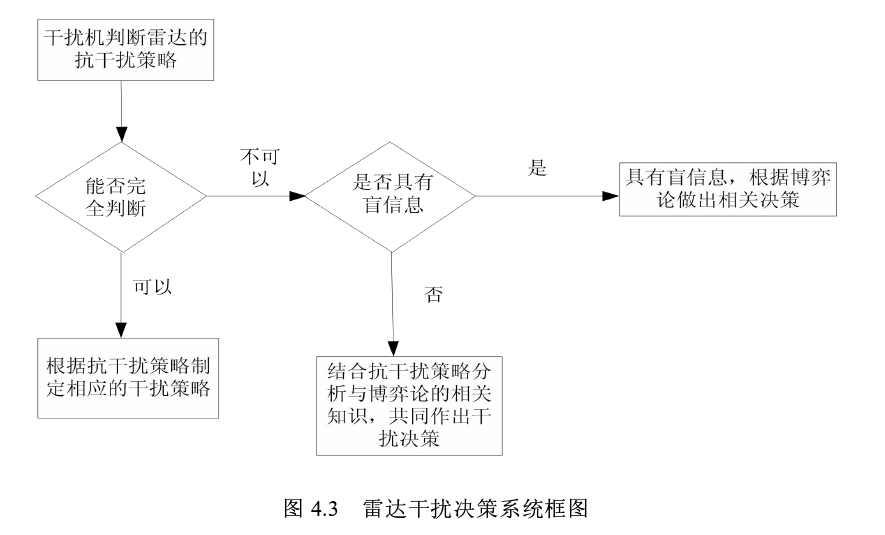 干扰机判断雷达的
抗干扰策略
能否完
全判断
不可
以
是否具有
盲信息
是
具有盲信息，根据博弈
论做出相关决策
可以
否
根据抗干扰策略制
定相应的干扰策略
结合抗干扰策略分
析与博弈论的相关
知识，共同作出干
扰决策
图 4.3 雷达干扰决策系统框图